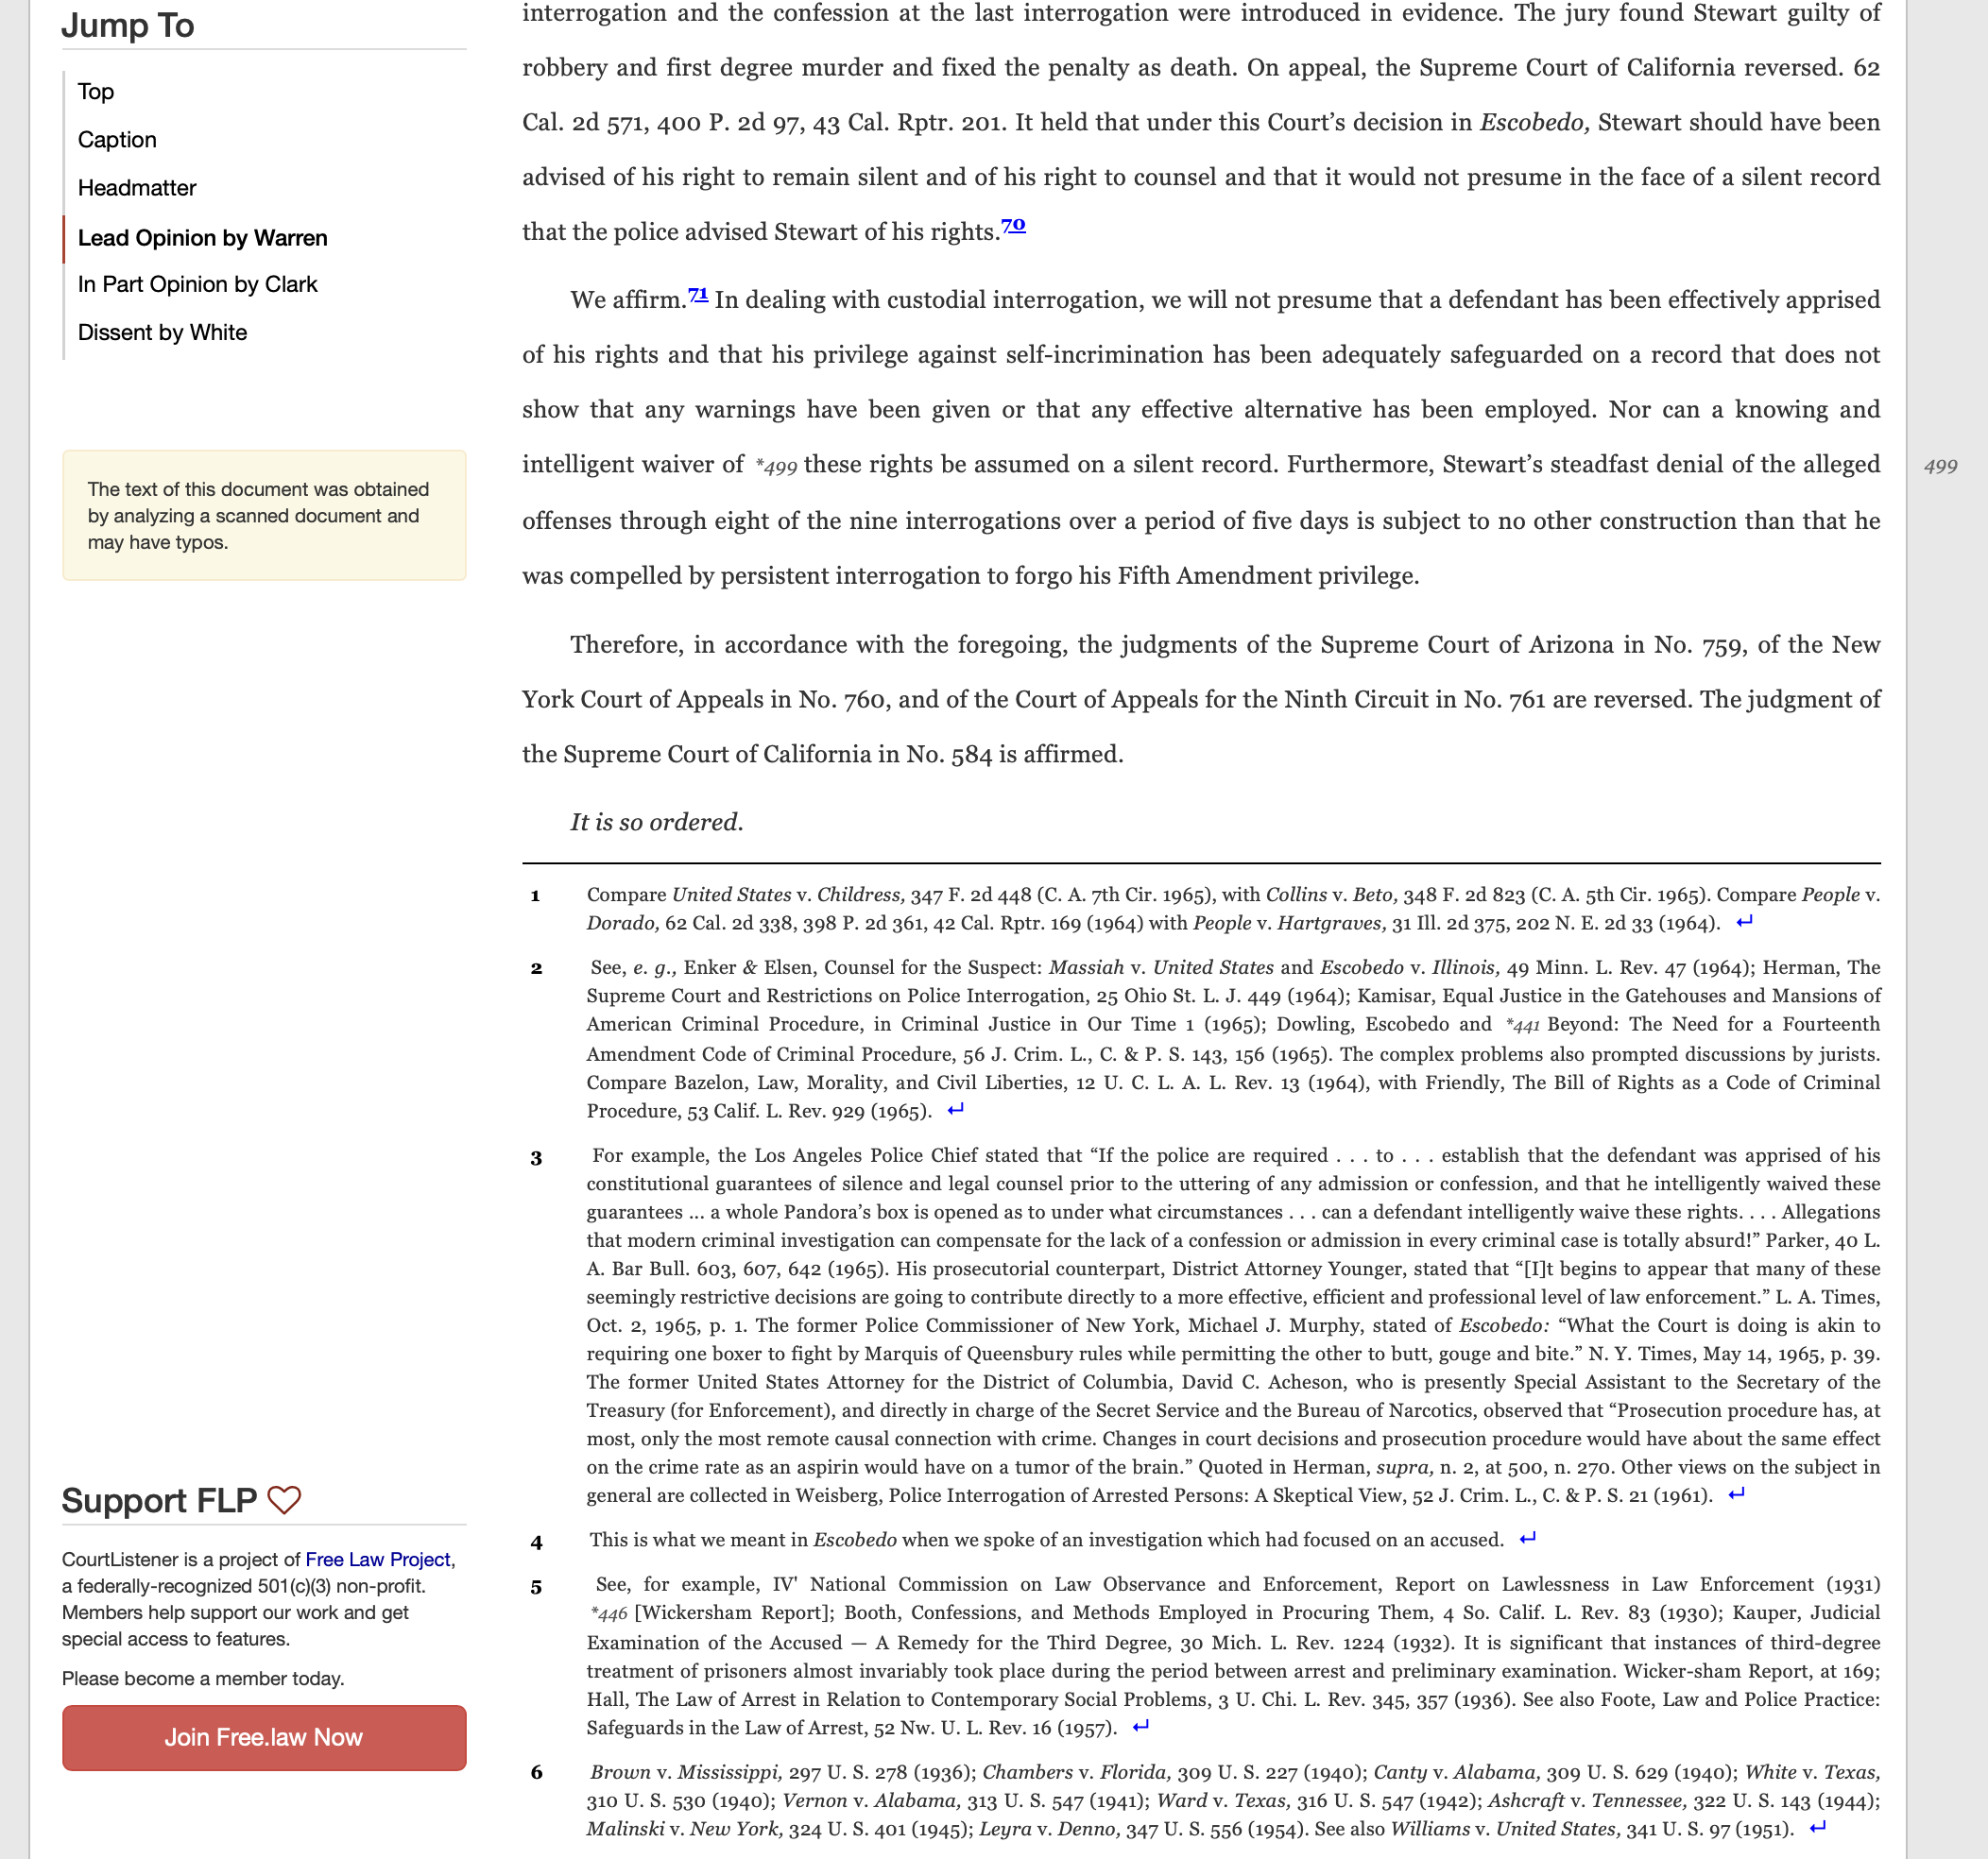 Jump To
Top
Caption
Headmatter
Lead Opinion by Warren
In Part Opinion by Clark
Dissent by White
The text of this document was obtained
by analyzing a scanned document and
may have typos.
Support FLP
CourtListener is a project of Free Law Project,
a federally-recognized 501(c)(3) non-profit.
Members help support our work and get
special access to features.
Please become a member today.
Join Free.law Now
interrogation and the confession at the last interrogation were introduced in evidence. The jury found Stewart guilty of
robbery and first degree murder and fixed the penalty as death. On appeal, the Supreme Court of California reversed. 62
Cal. 2d 571, 400 P. 2d 97, 43 Cal. Rptr. 201. It held that under this Court’s decision in Escobedo, Stewart should have been
advised of his right to remain silent and of his right to counsel and that it would not presume in the face of a silent record
that the police advised Stewart of his rights.70
We affirm.71 In dealing with custodial interrogation, we will not presume that a defendant has been effectively apprised
of his rights and that his privilege against self-incrimination has been adequately safeguarded on a record that does not
show that any warnings have been given or that any effective alternative has been employed. Nor can a knowing and
intelligent waiver of *499 these rights be assumed on a silent record. Furthermore, Stewart’s steadfast denial of the alleged
499
offenses through eight of the nine interrogations over a period of five days is subject to no other construction than that he
was compelled by persistent interrogation to forgo his Fifth Amendment privilege.
Therefore, in accordance with the foregoing, the judgments of the Supreme Court of Arizona in No. 759, of the New
York Court of Appeals in No. 760, and of the Court of Appeals for the Ninth Circuit in No. 761 are reversed. The judgment of
the Supreme Court of California in No. 584 is affirmed.
It is so ordered.
1 Compare United States v. Childress, 347 F. 2d 448 (C. A. 7th Cir. 1965), with Collins v. Beto, 348 F. 2d 823 (C. A. 5th Cir. 1965). Compare People v.
Dorado, 62 Cal. 2d 338, 398 P. 2d 361, 42 Cal. Rptr. 169 (1964) with People v. Hartgraves, 31 Ill. 2d 375, 202 N. E. 2d 33 (1964). ↵
2 See, e. g., Enker & Elsen, Counsel for the Suspect: Massiah v. United States and Escobedo v. Illinois, 49 Minn. L. Rev. 47 (1964); Herman, The
Supreme Court and Restrictions on Police Interrogation, 25 Ohio St. L. J. 449 (1964); Kamisar, Equal Justice in the Gatehouses and Mansions of
American Criminal Procedure, in Criminal Justice in Our Time 1 (1965); Dowling, Escobedo and *441 Beyond: The Need for a Fourteenth
Amendment Code of Criminal Procedure, 56 J. Crim. L., C. & P. S. 143, 156 (1965). The complex problems also prompted discussions by jurists.
Compare Bazelon, Law, Morality, and Civil Liberties, 12 U. C. L. A. L. Rev. 13 (1964), with Friendly, The Bill of Rights as a Code of Criminal
Procedure, 53 Calif. L. Rev. 929 (1965). ↵
3 For example, the Los Angeles Police Chief stated that “If the police are required . . . to . . . establish that the defendant was apprised of his
constitutional guarantees of silence and legal counsel prior to the uttering of any admission or confession, and that he intelligently waived these
guarantees ... a whole Pandora’s box is opened as to under what circumstances . . . can a defendant intelligently waive these rights. . . . Allegations
that modern criminal investigation can compensate for the lack of a confession or admission in every criminal case is totally absurd!” Parker, 40 L.
A. Bar Bull. 603, 607, 642 (1965). His prosecutorial counterpart, District Attorney Younger, stated that “[I]t begins to appear that many of these
seemingly restrictive decisions are going to contribute directly to a more effective, efficient and professional level of law enforcement.” L. A. Times,
Oct. 2, 1965, p. 1. The former Police Commissioner of New York, Michael J. Murphy, stated of Escobedo: “What the Court is doing is akin to
requiring one boxer to fight by Marquis of Queensbury rules while permitting the other to butt, gouge and bite.” N. Y. Times, May 14, 1965, p. 39.
The former United States Attorney for the District of Columbia, David C. Acheson, who is presently Special Assistant to the Secretary of the
Treasury (for Enforcement), and directly in charge of the Secret Service and the Bureau of Narcotics, observed that “Prosecution procedure has, at
most, only the most remote causal connection with crime. Changes in court decisions and prosecution procedure would have about the same effect
on the crime rate as an aspirin would have on a tumor of the brain.” Quoted in Herman, supra, n. 2, at 500, n. 270. Other views on the subject in
general are collected in Weisberg, Police Interrogation of Arrested Persons: A Skeptical View, 52 J. Crim. L., C. & P. S. 21 (1961). ↵
4 This is what we meant in Escobedo when we spoke of an investigation which had focused on an accused. ↵
5 See, for example, IV' National Commission on Law Observance and Enforcement, Report on Lawlessness in Law Enforcement (1931)
*446 [Wickersham Report]; Booth, Confessions, and Methods Employed in Procuring Them, 4 So. Calif. L. Rev. 83 (1930); Kauper, Judicial
Examination of the Accused — A Remedy for the Third Degree, 30 Mich. L. Rev. 1224 (1932). It is significant that instances of third-degree
treatment of prisoners almost invariably took place during the period between arrest and preliminary examination. Wicker-sham Report, at 169;
Hall, The Law of Arrest in Relation to Contemporary Social Problems, 3 U. Chi. L. Rev. 345, 357 (1936). See also Foote, Law and Police Practice:
Safeguards in the Law of Arrest, 52 Nw. U. L. Rev. 16 (1957). ↵
6 Brown v. Mississippi, 297 U. S. 278 (1936); Chambers v. Florida, 309 U. S. 227 (1940); Canty v. Alabama, 309 U. S. 629 (1940); White v. Texas,
310 U. S. 530 (1940); Vernon v. Alabama, 313 U. S. 547 (1941); Ward v. Texas, 316 U. S. 547 (1942); Ashcraft v. Tennessee, 322 U. S. 143 (1944);
Malinski v. New York, 324 U. S. 401 (1945); Leyra v. Denno, 347 U. S. 556 (1954). See also Williams v. United States, 341 U. S. 97 (1951). ↵